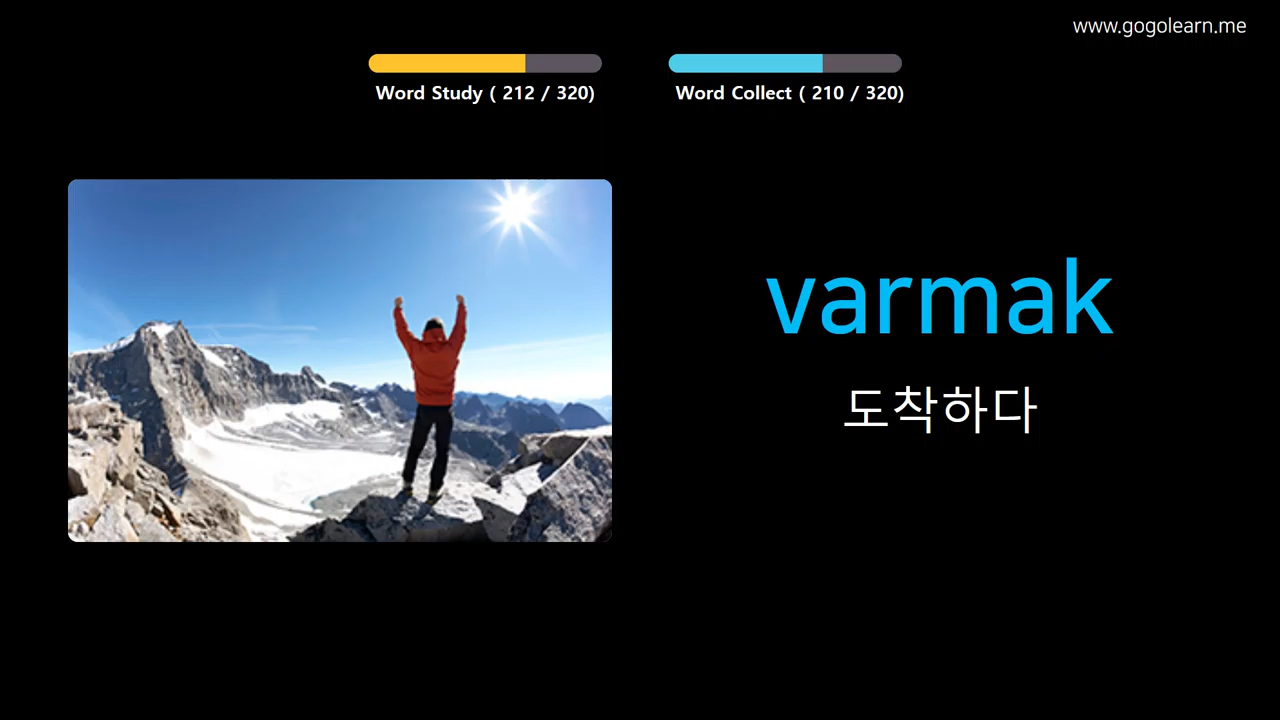 www.gogolearn.me
Word Study ( 212 / 320)
Word Collect ( 210 / 320)
varmak
도착하다